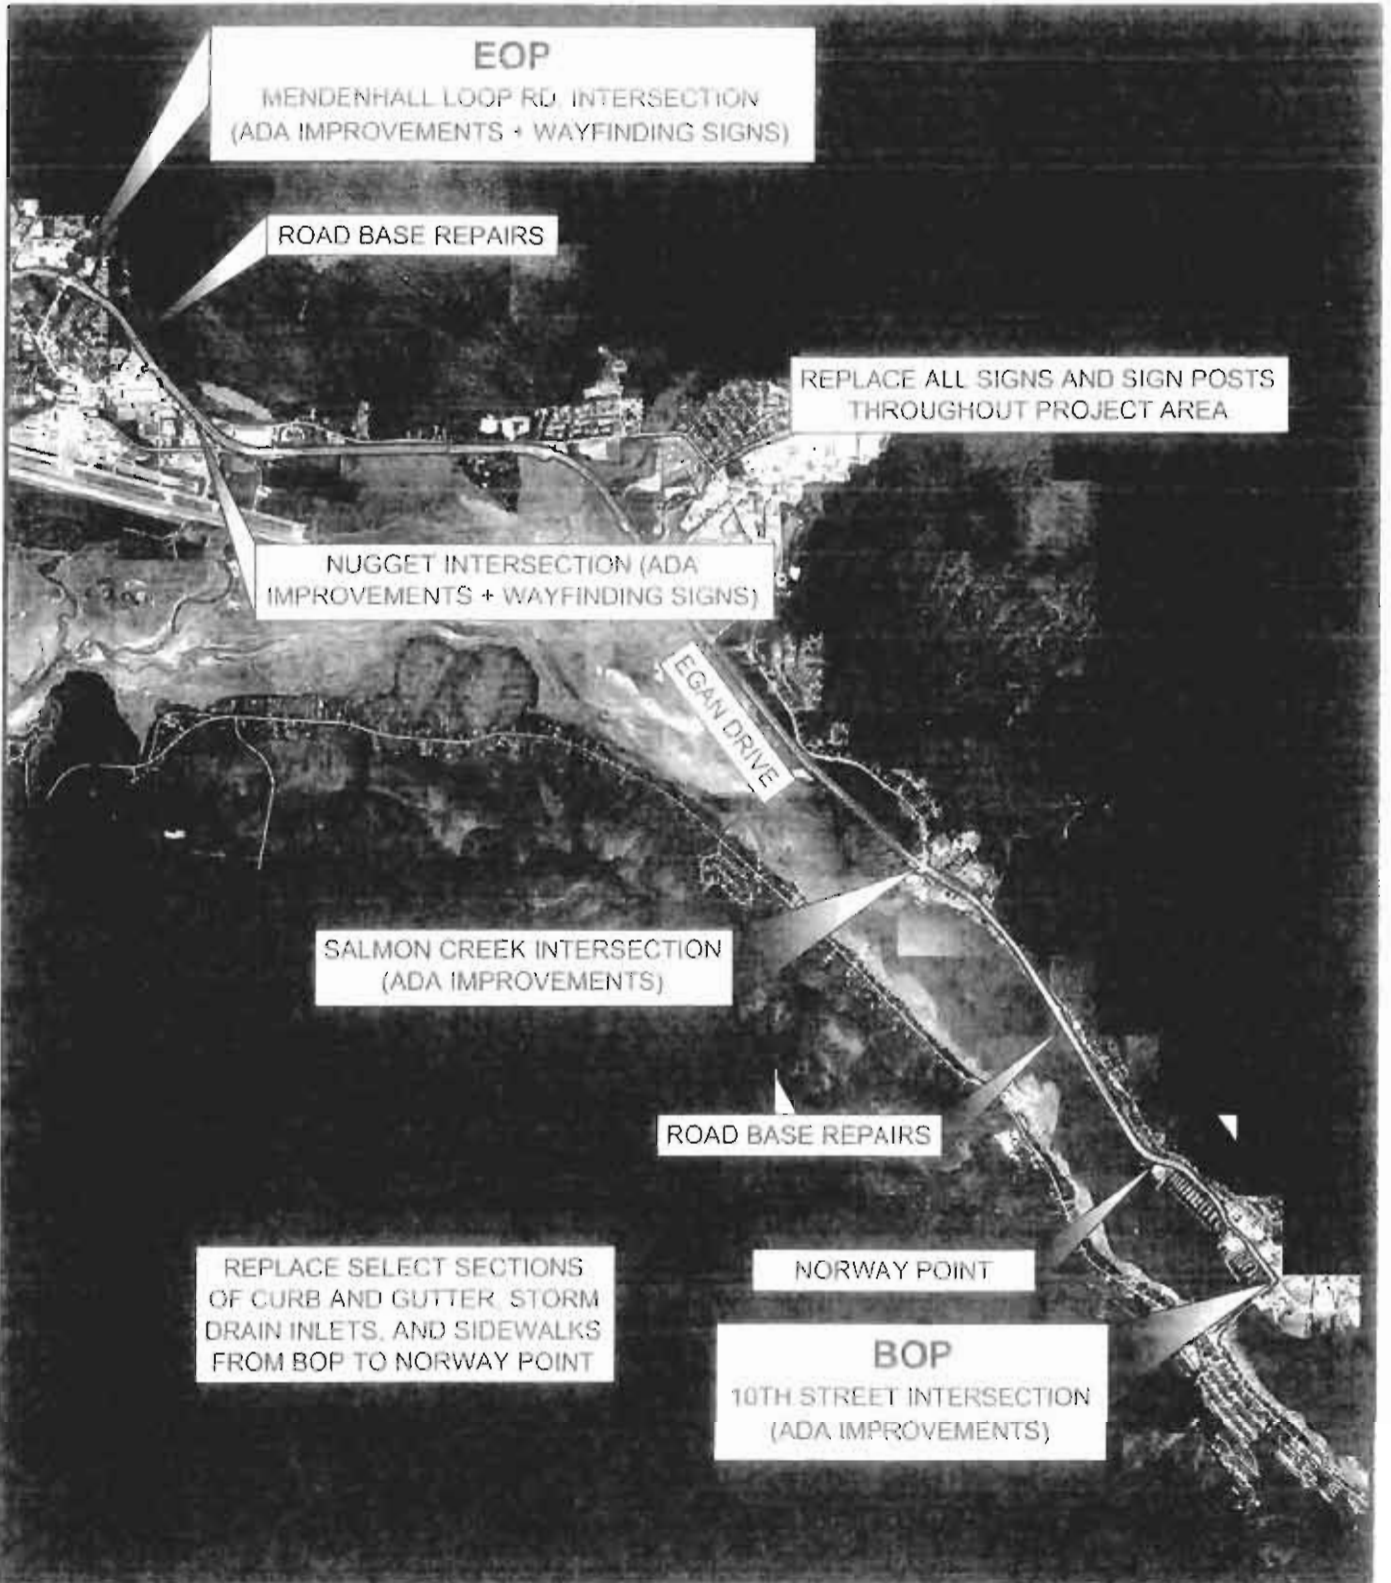 EOP
MENDENHALL LOOP RD. INTERSECTION
(ADA IMPROVEMENTS + WAYFINDING SIGNS)
ROAD BASE REPAIRS
REPLACE ALL SIGNS AND SIGN POSTS
THROUGHOUT PROJECT AREA
NUGGET INTERSECTION (ADA
IMPROVEMENTS + WAYFINDING SIGNS)
EGAN DRIVE
SALMON CREEK INTERSECTION
(ADA IMPROVEMENTS)
ROAD BASE REPAIRS
NORWAY POINT
REPLACE SELECT SECTIONS
OF CURB AND GUTTER, STORM
DRAIN INLETS, AND SIDEWALKS
FROM BOP TO NORWAY POINT
BOP
10TH STREET INTERSECTION
(ADA IMPROVEMENTS)